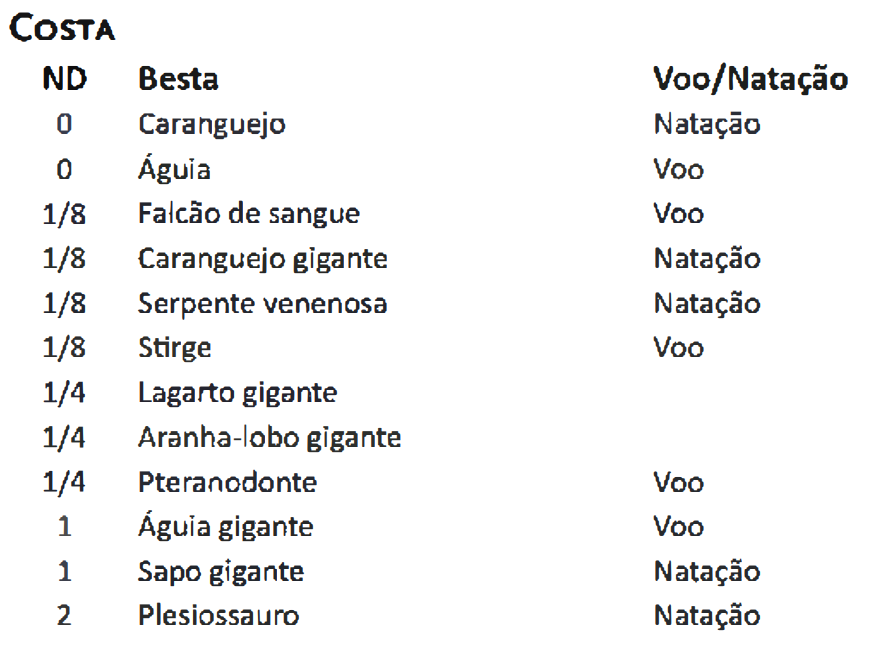 COSTA
ND Besta Voo/Natação
0 Caranguejo Natação
0 Águia Voo
1/8 Falcão de sangue Voo
1/8 Caranguejo gigante Natação
1/8 Serpente venenosa Natação
1/8 Stirge Voo
1/4 Lagarto gigante
1/4 Aranha-lobo gigante
1/4 Pteranodonte Voo
1 Águia gigante Voo
1 Sapo gigante Natação
2 Plesiossauro Natação